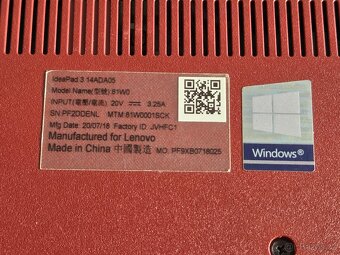 IdeaPad 3 14ADA05
Model Name(型號):81W0
INPUT(電壓/電流) 20V ⎓ 3.25A
SN:PF2ODENL MTM:81W0001SCK
Mfg Date :20/07/16 Factory ID: JVHFC1
Manufactured for Lenovo
Made in China 中國製造 MO: PF9XB0718025
Windows®